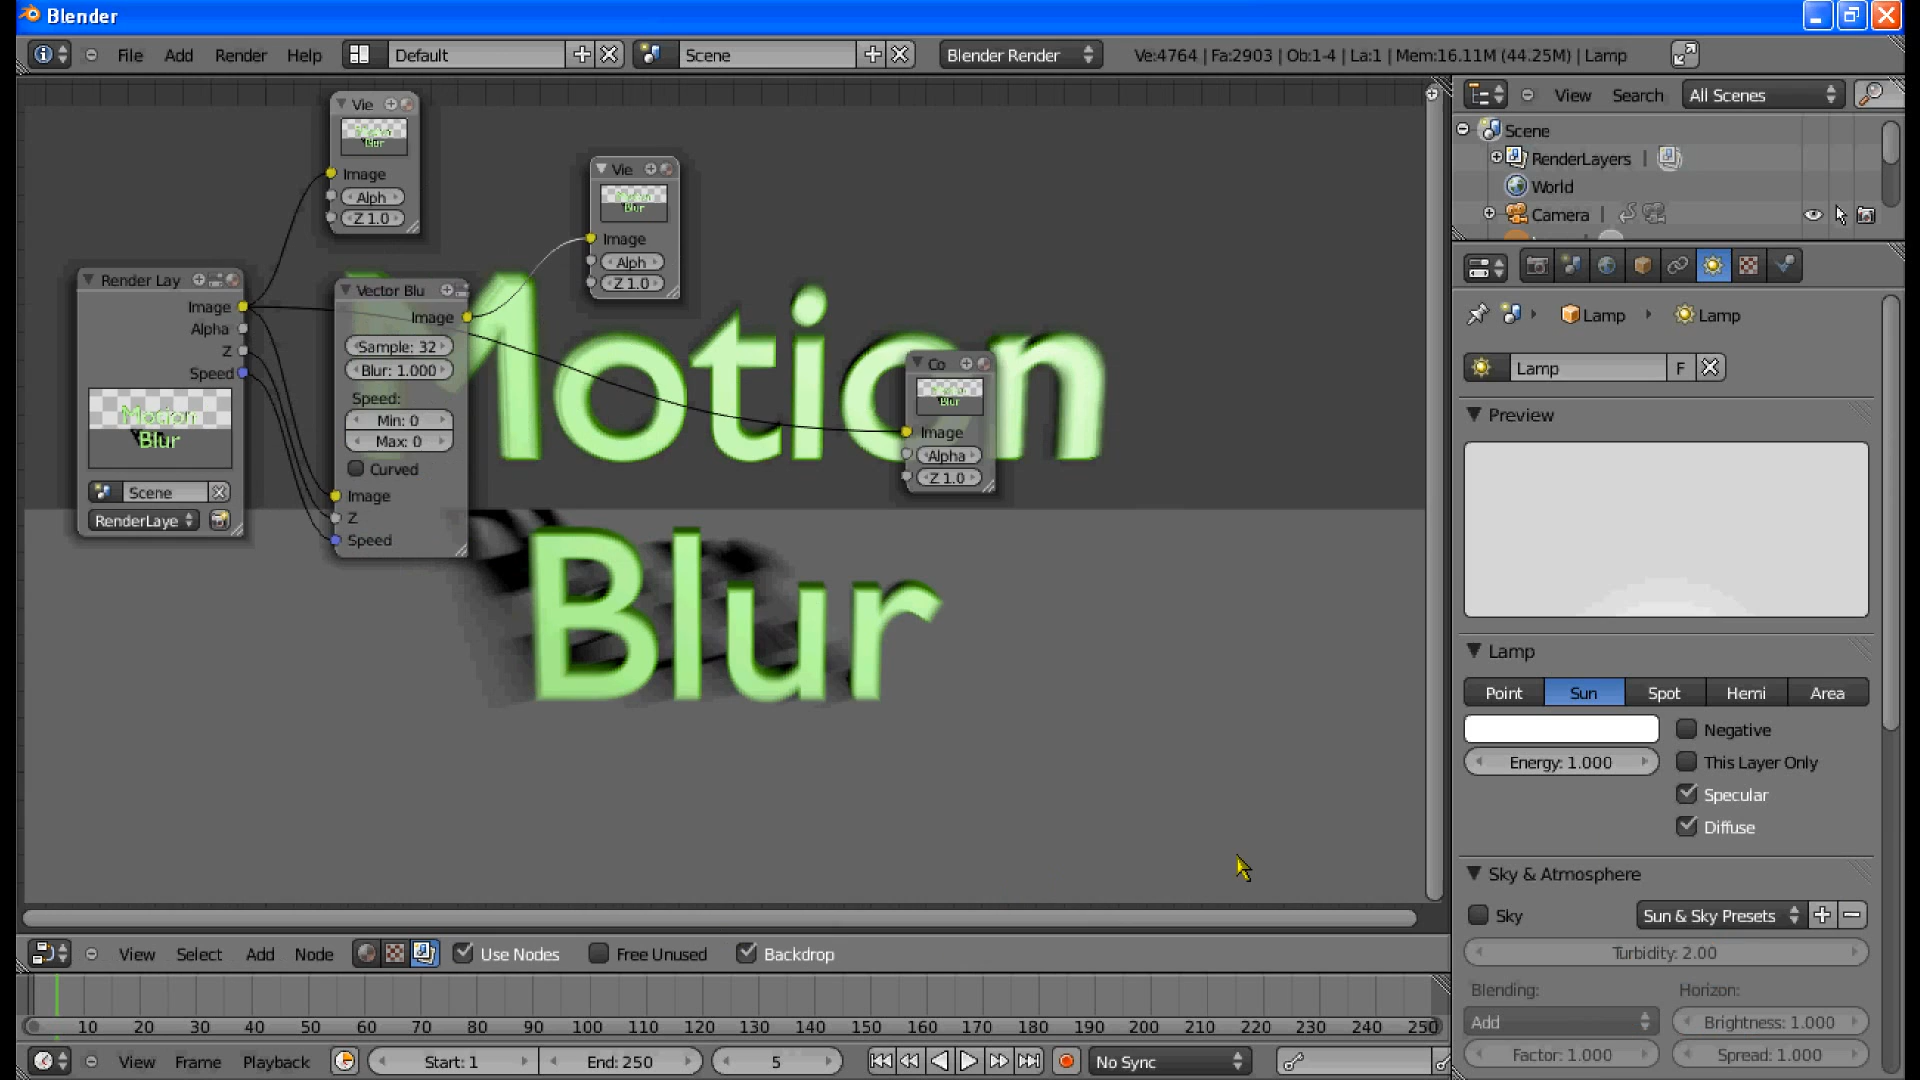 Blender
File Add Render Help Default Scene Blender Render Ve:4764 | Fa:2903 | Ob:1-4 | La:1 | Mem:16.11M (44.25M) | Lamp
View Search All Scenes
Scene
RenderLayers |
World
Camera |
Vie
Motion
Blur
Image
Alph
Z 1.0
Vie
Blur
Image
Alph
Z 1.0
Render Lay
Image
Alpha
Z
Speed
Motion
Blur
Scene
RenderLaye
Vector Blu
Image
Sample: 32
Blur: 1.000
Speed:
Min: 0
Max: 0
Curved
Image
Z
Speed
Co
Blur
Image
Alpha
Z 1.0
Motion
Blur
Lamp Lamp
Lamp F
Preview
Lamp
Point Sun Spot Hemi Area
Negative
Energy: 1.000 This Layer Only
Specular
Diffuse
Sky & Atmosphere
Sky Sun & Sky Presets
Turbidity: 2.00
Blending: Horizon:
Add Brightness: 1.000
Factor: 1.000 Spread: 1.000
View Select Add Node Use Nodes Free Unused Backdrop
10 20 30 40 50 60 70 80 90 100 110 120 130 140 150 160 170 180 190 200 210 220 230 240 250
View Frame Playback Start: 1 End: 250 5 No Sync